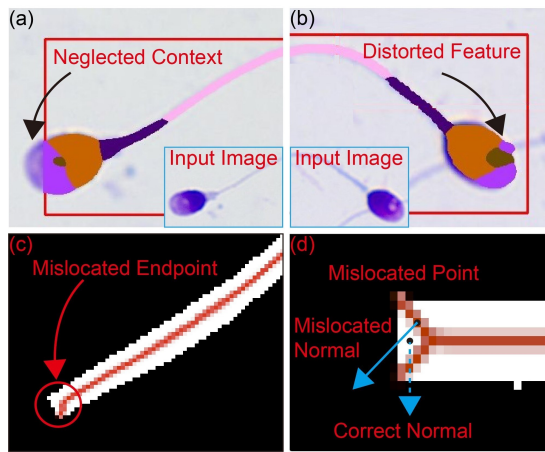 (a)
Neglected Context
Input Image
(b)
Distorted Feature
Input Image
(c)
Mislocated Endpoint
(d)
Mislocated Point
Mislocated
Normal
Correct Normal